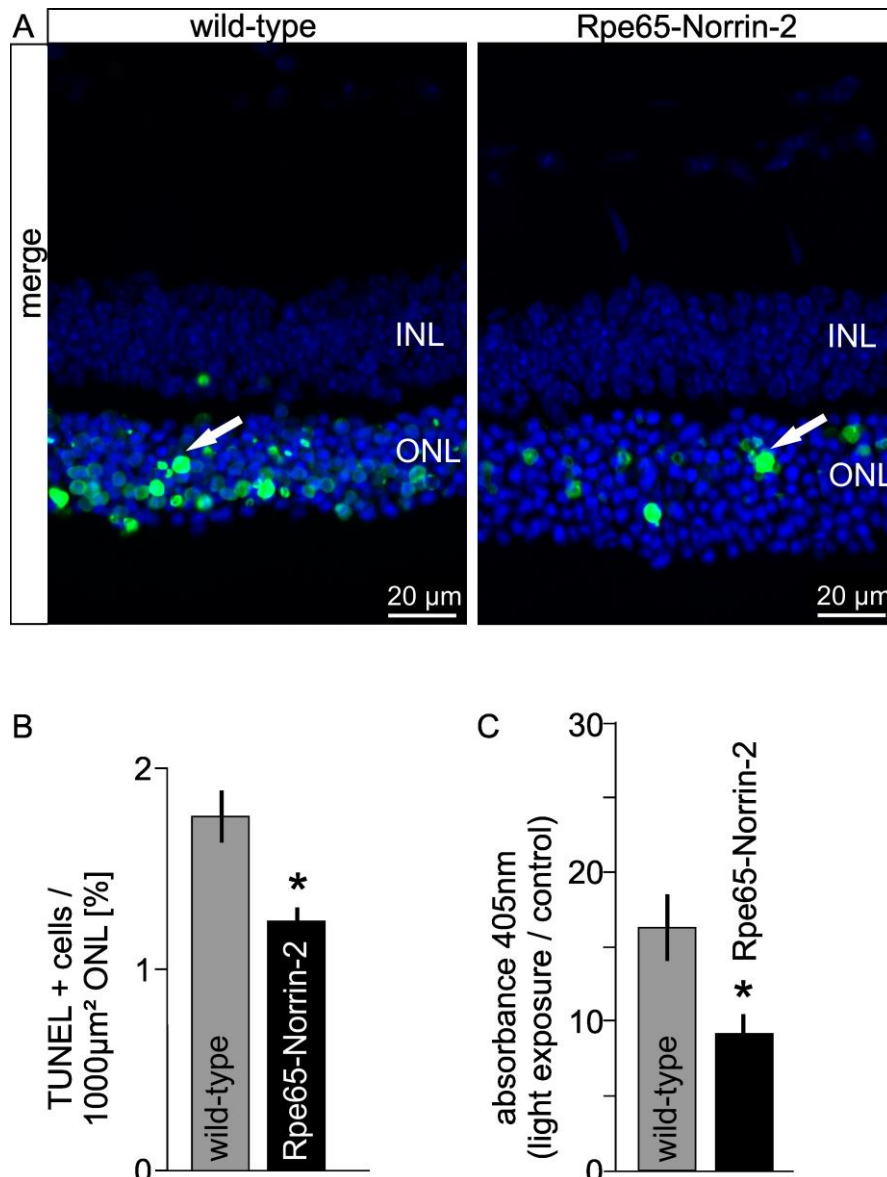 A
wild-type
Rpe65-Norrin-2
merge
INL
ONL
20 µm
INL
ONL
20 µm
B
TUNEL + cells /
1000µm² ONL [%]
2
1
0
wild-type
Rpe65-Norrin-2
*
C
absorbance 405nm
(light exposure / control)
30
20
10
0
wild-type
Rpe65-Norrin-2
*